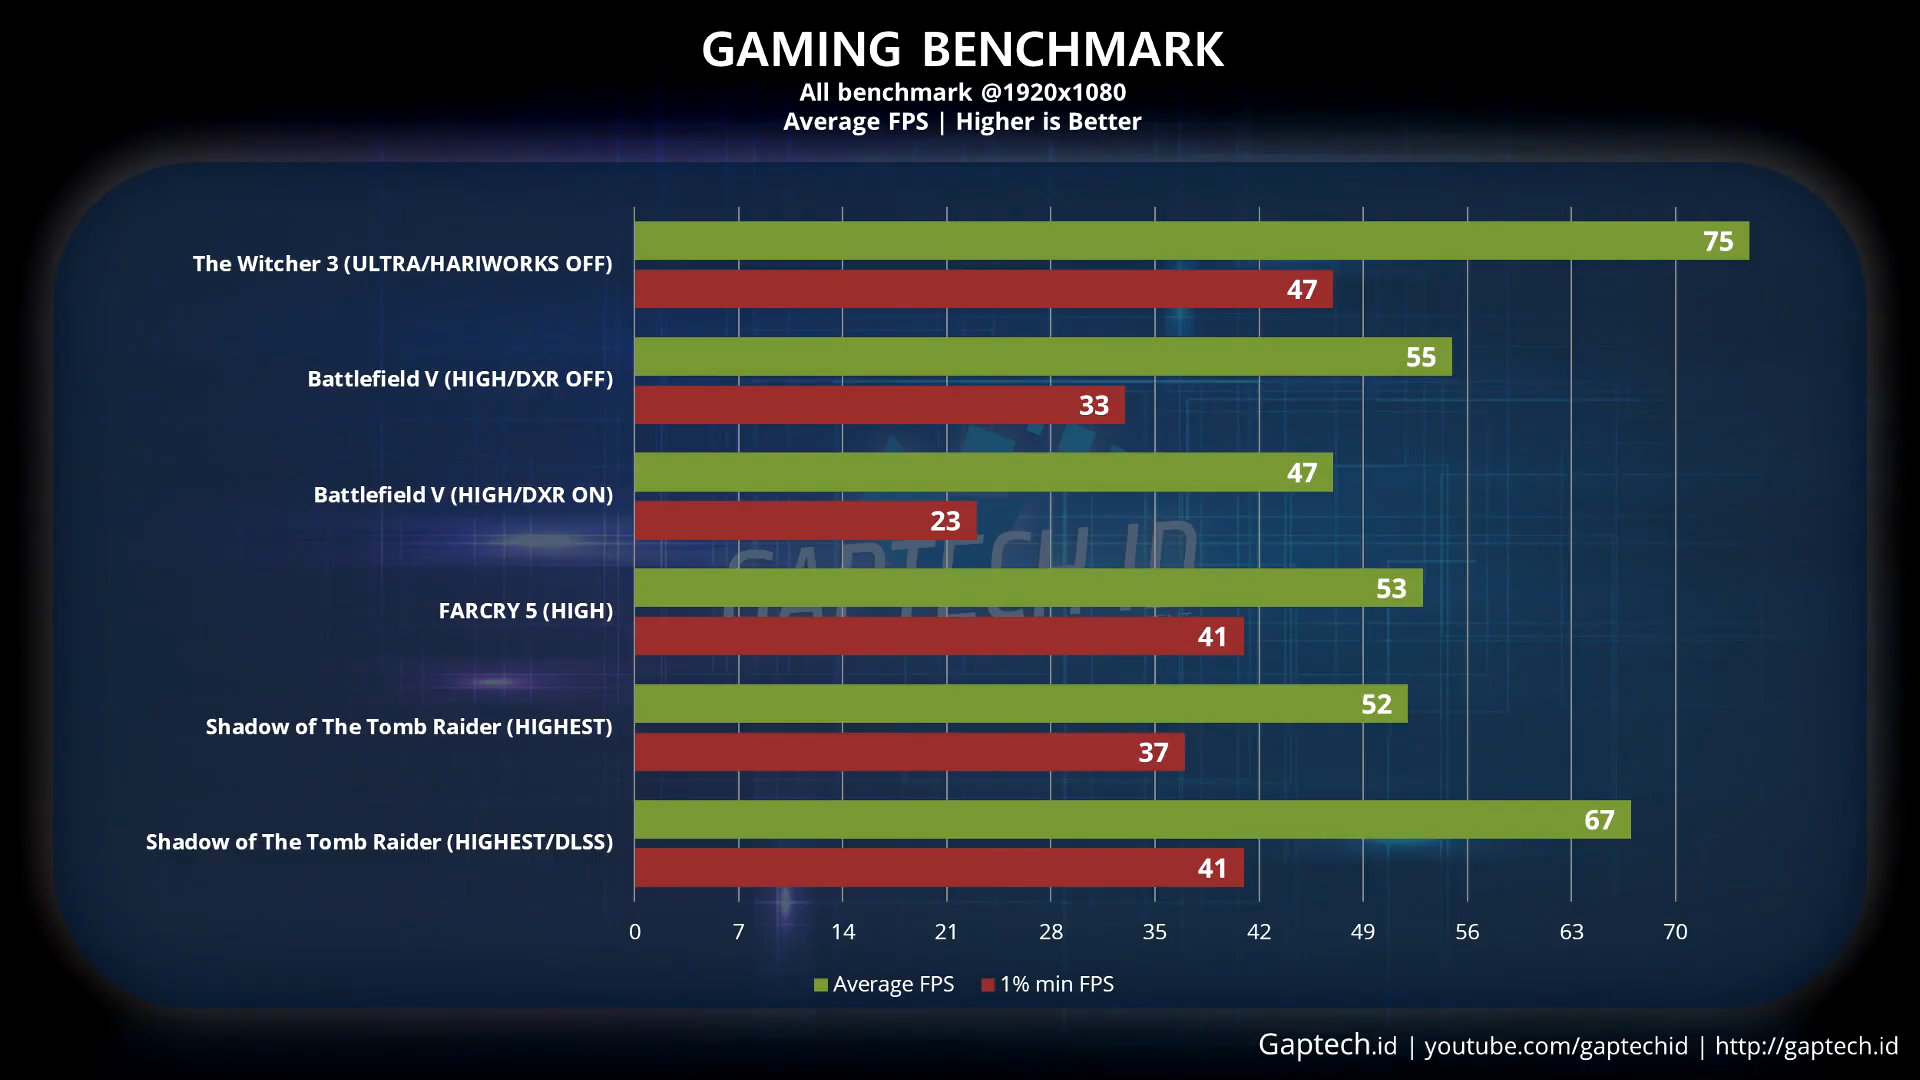 GAMING BENCHMARK
All benchmark @1920x1080
Average FPS | Higher is Better
The Witcher 3 (ULTRA/HARIWORKS OFF)
75
47
Battlefield V (HIGH/DXR OFF)
55
33
Battlefield V (HIGH/DXR ON)
47
23
GAPTECH ID
FARCRY 5 (HIGH)
53
41
Shadow of The Tomb Raider (HIGHEST)
52
37
Shadow of The Tomb Raider (HIGHEST/DLSS)
67
41
0 7 14 21 28 35 42 49 56 63 70
Average FPS 1% min FPS
Gaptech.id | youtube.com/gaptechid | http://gaptech.id